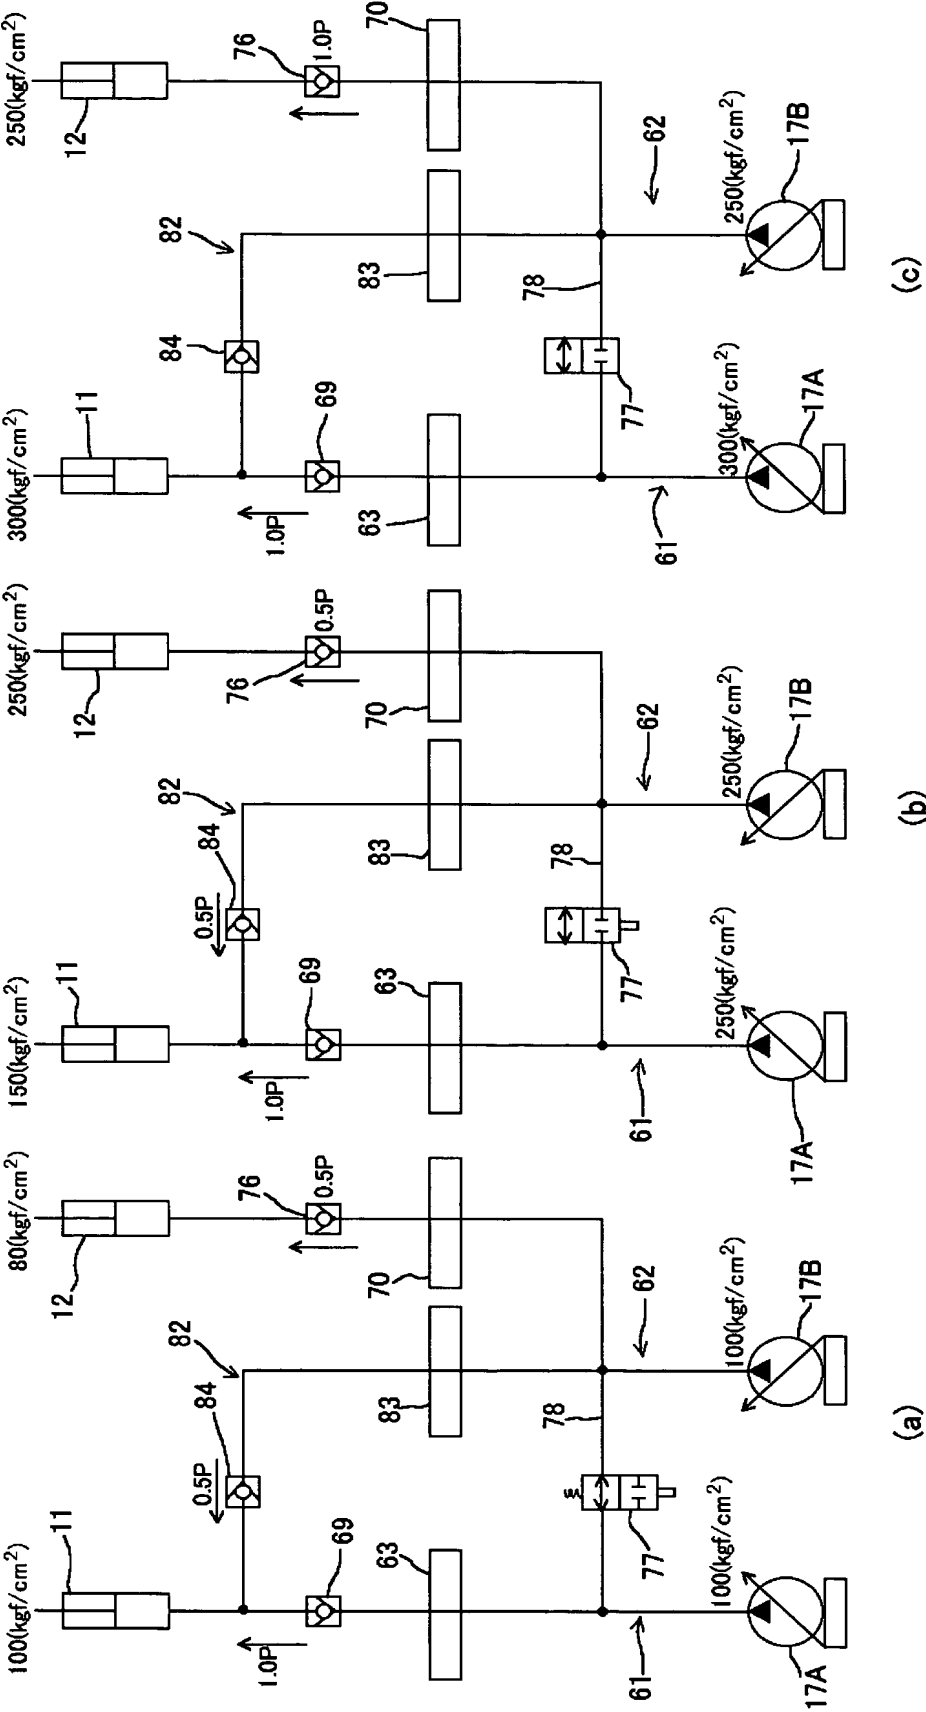 100(kgf/cm²)
11
12
80(kgf/cm²)
84
82
76
0.5P
0.5P
69
1.0P
63
83
70
78
77
61
62
100(kgf/cm²)
100(kgf/cm²)
17A
17B
(a)
150(kgf/cm²)
11
12
250(kgf/cm²)
84
82
76
0.5P
0.5P
69
1.0P
63
83
70
78
77
61
62
250(kgf/cm²)
250(kgf/cm²)
17A
17B
(b)
300(kgf/cm²)
11
12
250(kgf/cm²)
84
82
76
1.0P
69
1.0P
63
83
70
78
77
61
62
300(kgf/cm²)
250(kgf/cm²)
17A
17B
(c)